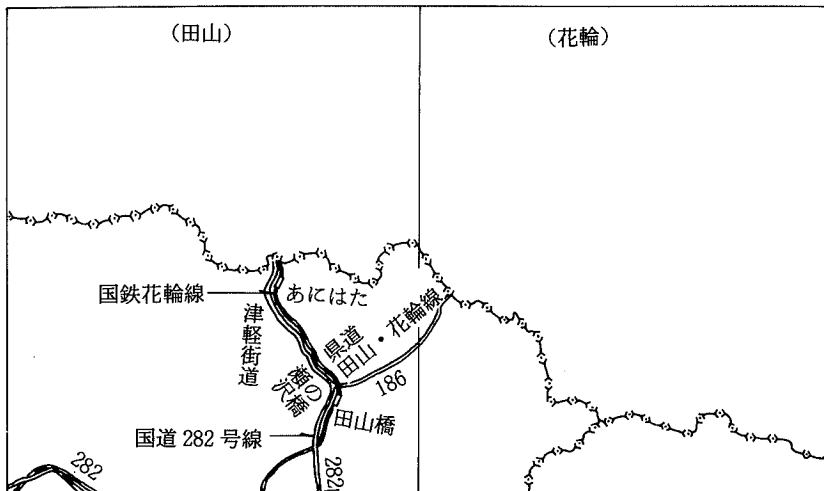 （田山）
（花輪）
国鉄花輪線
あにはた
津軽街道
県道
田山・花輪線
186
瀬の沢橋
田山橋
国道 282 号線
282
282